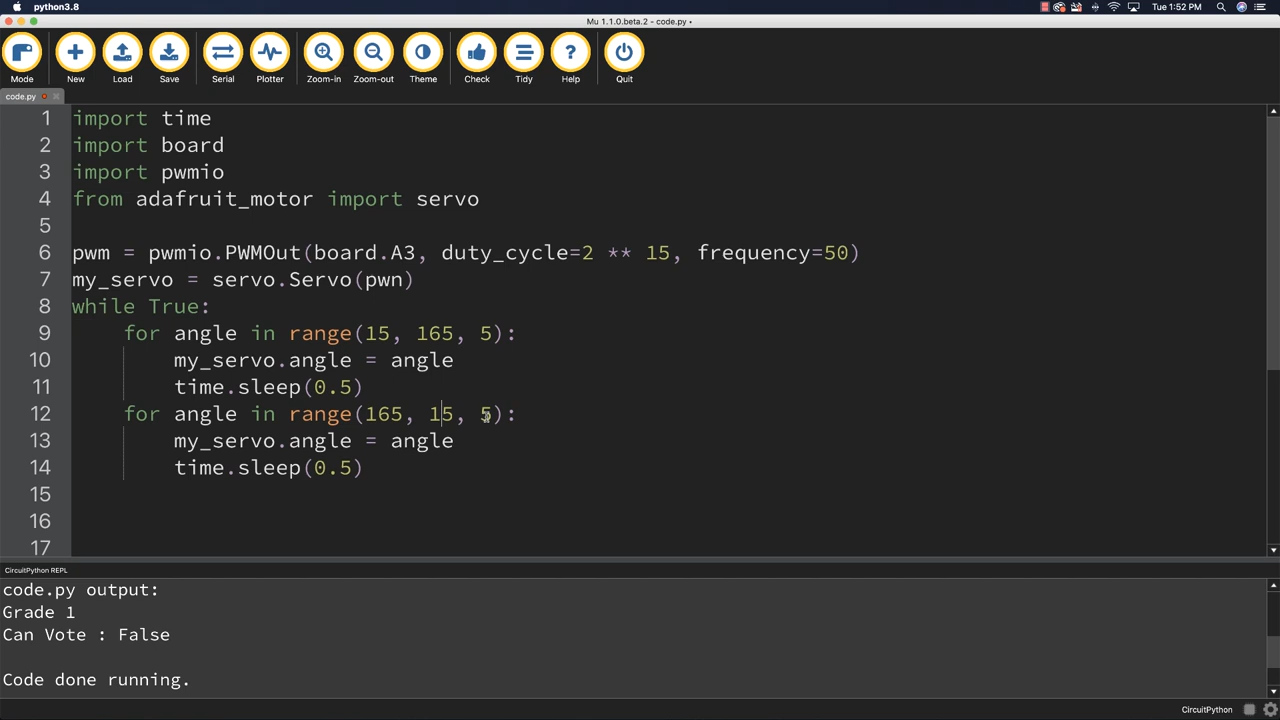 python3.8
Tue 1:52 PM
Mu 1.1.0.beta.2 - code.py •
Mode New Load Save Serial Plotter Zoom-in Zoom-out Theme Check Tidy Help Quit
code.py
1 import time
2 import board
3 import pwmio
4 from adafruit_motor import servo
5
6 pwm = pwmio.PWMOut(board.A3, duty_cycle=2 ** 15, frequency=50)
7 my_servo = servo.Servo(pwn)
8 while True:
9 for angle in range(15, 165, 5):
10 my_servo.angle = angle
11 time.sleep(0.5)
12 for angle in range(165, 15, 5):
13 my_servo.angle = angle
14 time.sleep(0.5)
15
16
17
CircuitPython REPL
code.py output:
Grade 1
Can Vote : False
Code done running.
CircuitPython